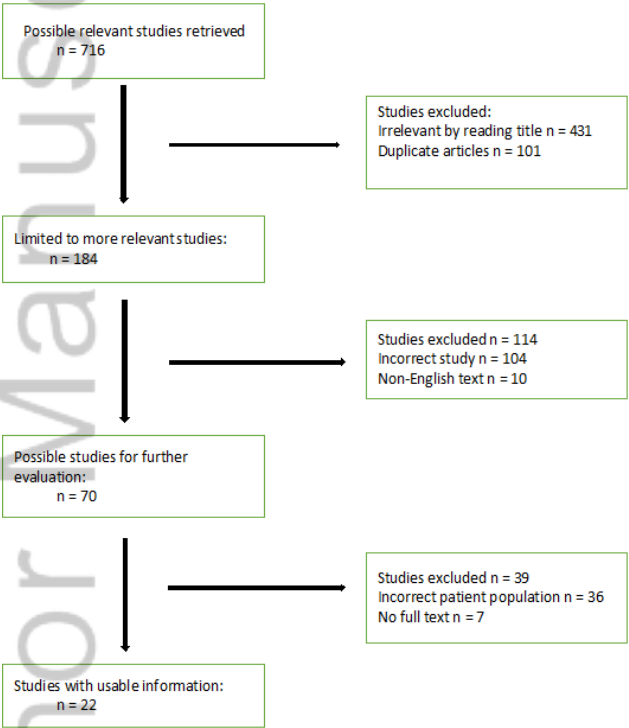 Possible relevant studies retrieved
n = 716
Studies excluded:
Irrelevant by reading title n = 431
Duplicate articles n = 101
Limited to more relevant studies:
n = 184
Studies excluded n = 114
Incorrect study n = 104
Non-English text n = 10
Possible studies for further
evaluation:
n = 70
Studies excluded n = 39
Incorrect patient population n = 36
No full text n = 7
Studies with usable information:
n = 22
nor Manusc